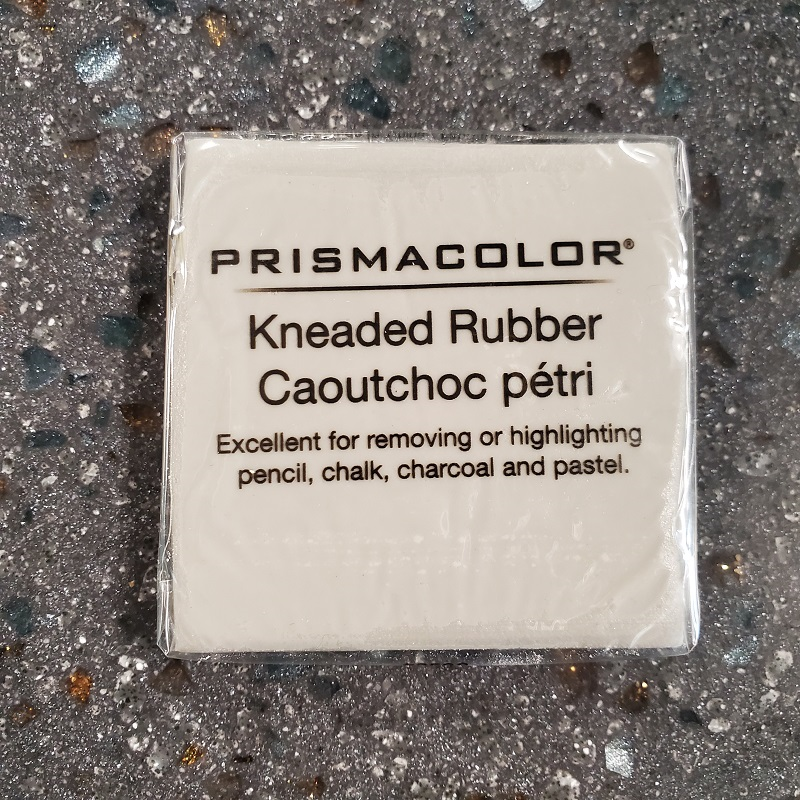 PRISMACOLOR®
Kneaded Rubber
Caoutchoc pétri
Excellent for removing or highlighting
pencil, chalk, charcoal and pastel.